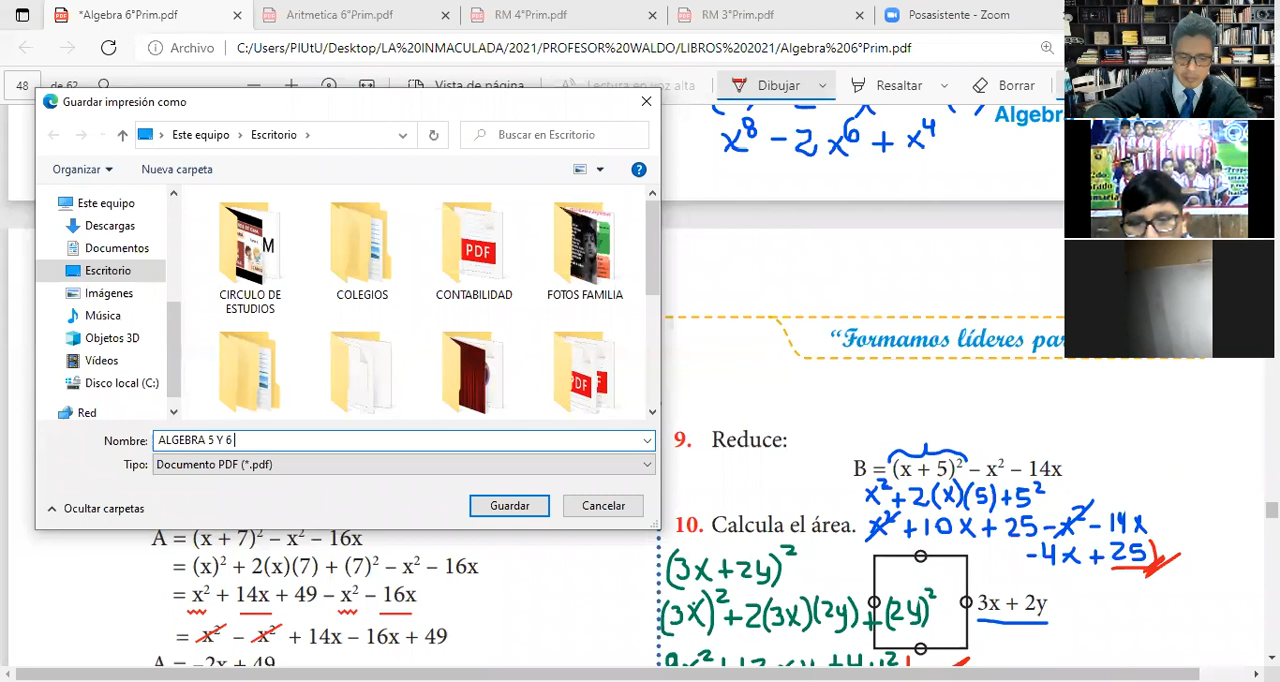 *Algebra 6°Prim.pdf
Aritmetica 6°Prim.pdf
RM 4°Prim.pdf
RM 3°Prim.pdf
Posasistente - Zoom
Archivo
C:/Users/PIUtU/Desktop/LA%20INMACULADA/2021/PROFESOR%20WALDO/LIBROS%202021/Algebra%206°Prim.pdf
48 de 62
Vista de página
Lectura en voz alta
Dibujar
Resaltar
Borrar
Guardar impresión como
Este equipo > Escritorio >
Buscar en Escritorio
Organizar
Nueva carpeta
Este equipo
Descargas
Documentos
Escritorio
Imágenes
Música
Objetos 3D
Vídeos
Disco local (C:)
Red
CIRCULO DE ESTUDIOS
COLEGIOS
CONTABILIDAD
FOTOS FAMILIA
Nombre: ALGEBRA 5 Y 6
Tipo: Documento PDF (*.pdf)
Ocultar carpetas
Guardar
Cancelar
x⁸ - 2x⁶ + x⁴
Algebr
"Formamos líderes par
A = (x + 7)² – x² – 16x
= (x)² + 2(x)(7) + (7)² – x² – 16x
= x² + 14x + 49 – x² – 16x
= x² – x² + 14x – 16x + 49
A = –2x + 49
9. Reduce:
B = (x + 5)² – x² – 14x
x² + 2(x)(5) + 5²
x² + 10x + 25 - x² - 14x
-4x + 25
10. Calcula el área.
(3x+2y)²
(3x)² + 2(3x)(2y) + (2y)²
3x + 2y
9x² + 12xy + 4y²